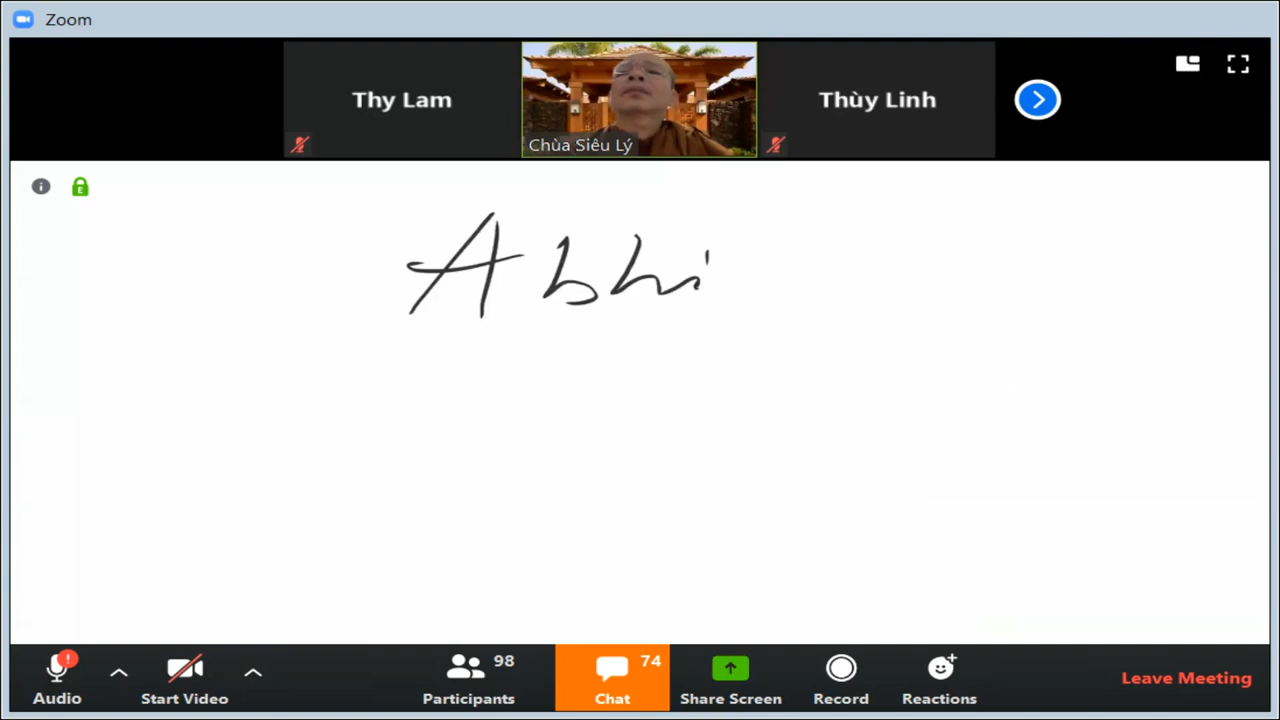 Zoom
Thy Lam
Chùa Siêu Lý
Thùy Linh
E
Abhi
Audio
Start Video
Participants
98
Chat
74
Share Screen
Record
Reactions
Leave Meeting